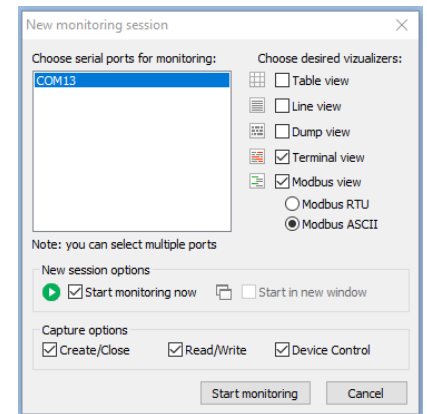 New monitoring session
Choose serial ports for monitoring:
COM13
Note: you can select multiple ports
Choose desired vizualizers:
Table view
Line view
Dump view
Terminal view
Modbus view
Modbus RTU
Modbus ASCII
New session options
Start monitoring now
Start in new window
Capture options
Create/Close
Read/Write
Device Control
Start monitoring
Cancel